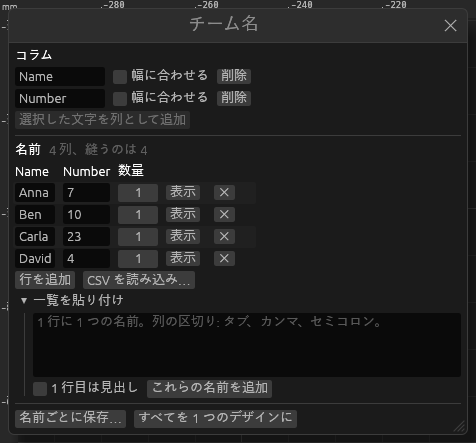 mm -280 -260 -240 -220
チーム名
コラム
Name 幅に合わせる 削除
Number 幅に合わせる 削除
選択した文字を列として追加
名前 4 列、縫うのは 4
Name Number 数量
Anna 7 1 表示 ×
Ben 10 1 表示 ×
Carla 23 1 表示 ×
David 4 1 表示 ×
行を追加 CSV を読み込み...
▼ 一覧を貼り付け
1 行に 1 つの名前。列の区切り: タブ、カンマ、セミコロン。
1 行目は見出し これらの名前を追加
名前ごとに保存... すべてを 1 つのデザインに